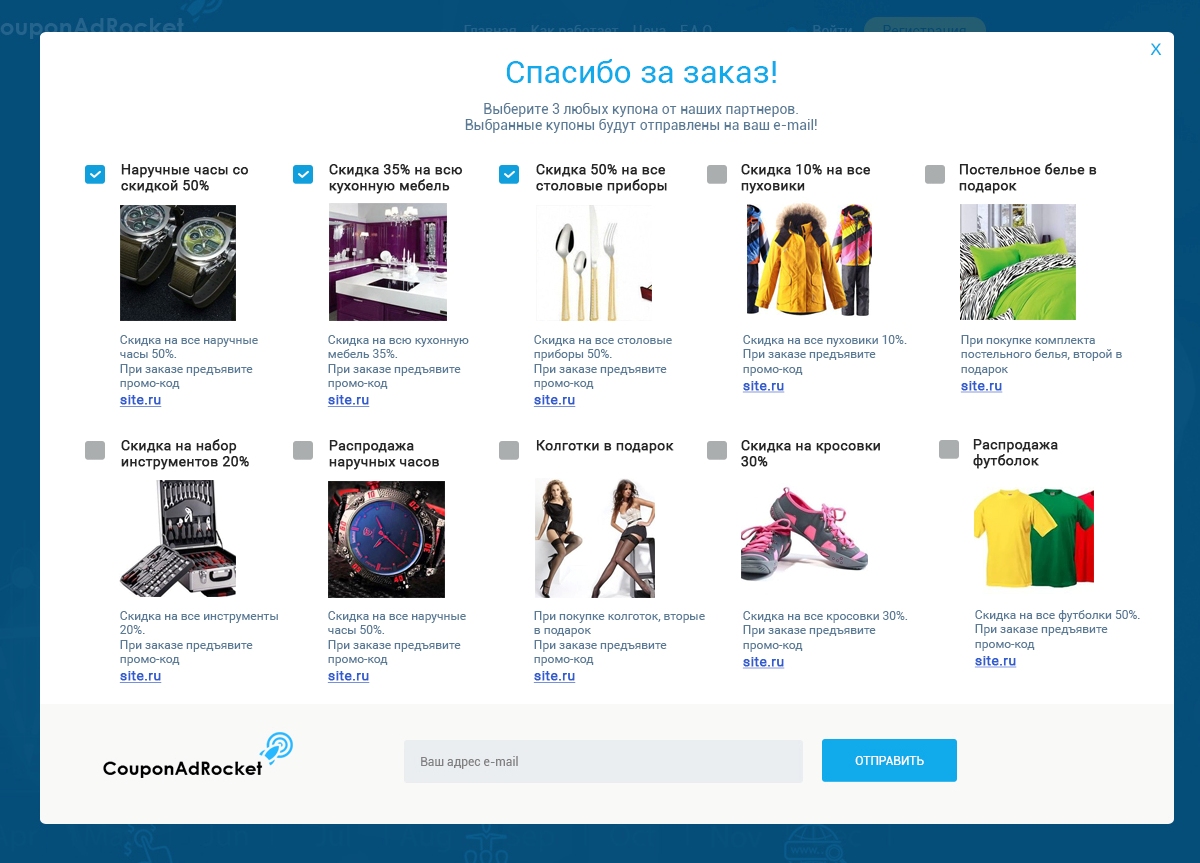 ouponAdRocket
Главная Как работает Цена F.A.Q. Войти Регистрация
X
Спасибо за заказ!
Выберите 3 любых купона от наших партнеров.
Выбранные купоны будут отправлены на ваш e-mail!
Наручные часы со
скидкой 50%
Скидка на все наручные
часы 50%.
При заказе предъявите
промо-код
site.ru
Скидка 35% на всю
кухонную мебель
Скидка на всю кухонную
мебель 35%.
При заказе предъявите
промо-код
site.ru
Скидка 50% на все
столовые приборы
Скидка на все столовые
приборы 50%.
При заказе предъявите
промо-код
site.ru
Скидка 10% на все
пуховики
Скидка на все пуховики 10%.
При заказе предъявите
промо-код
site.ru
Постельное белье в
подарок
При покупке комплекта
постельного белья, второй в
подарок
site.ru
Скидка на набор
инструментов 20%
Скидка на все инструменты
20%.
При заказе предъявите
промо-код
site.ru
Распродажа
наручных часов
Скидка на все наручные
часы 50%.
При заказе предъявите
промо-код
site.ru
Колготки в подарок
При покупке колготок, вторые
в подарок
При заказе предъявите
промо-код
site.ru
Скидка на кросовки
30%
Скидка на все кросовки 30%.
При заказе предъявите
промо-код
site.ru
Распродажа
футболок
Скидка на все футболки 50%.
При заказе предъявите
промо-код
site.ru
CouponAdRocket
Ваш адрес e-mail
ОТПРАВИТЬ
www.